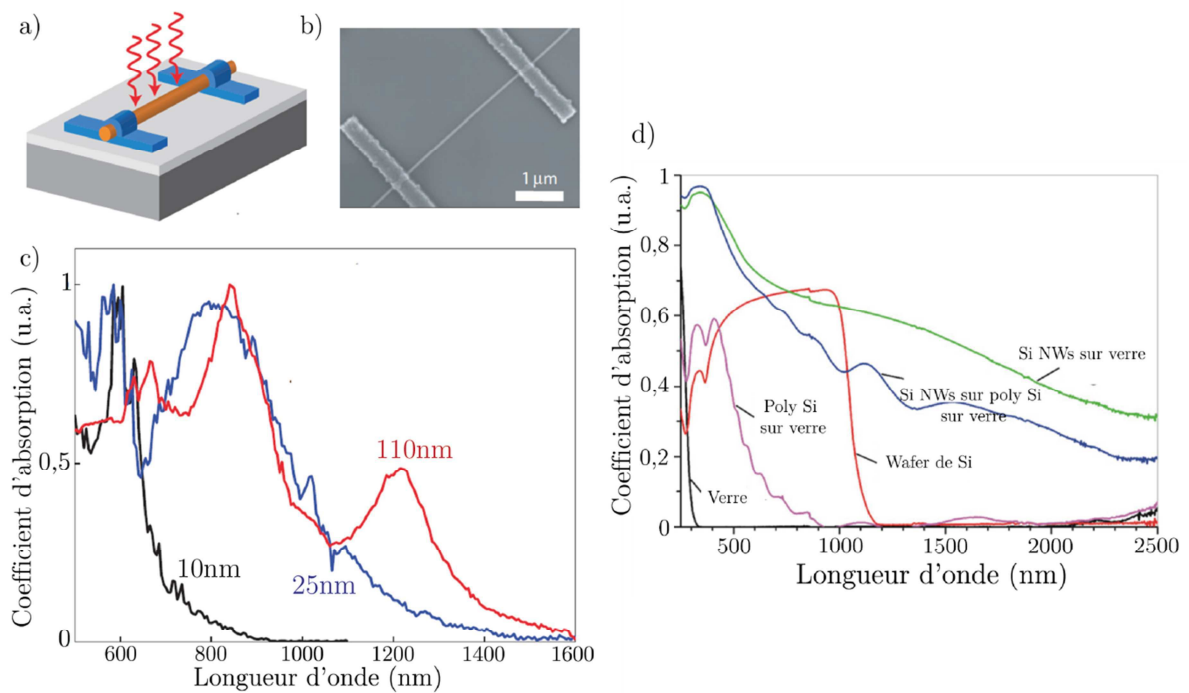 a)
b)
1 µm
c)
Coefficient d'absorption (u.a.)
1
0,5
0
10nm
25nm
110nm
600
800
1000
1200
1400
1600
Longueur d'onde (nm)
d)
Coefficient d'absorption (u.a.)
1
0,8
0,6
0,4
0,2
0
Si NWs sur verre
Si NWs sur poly Si
sur verre
Poly Si
sur verre
Wafer de Si
Verre
500
1000
1500
2000
2500
Longueur d'onde (nm)